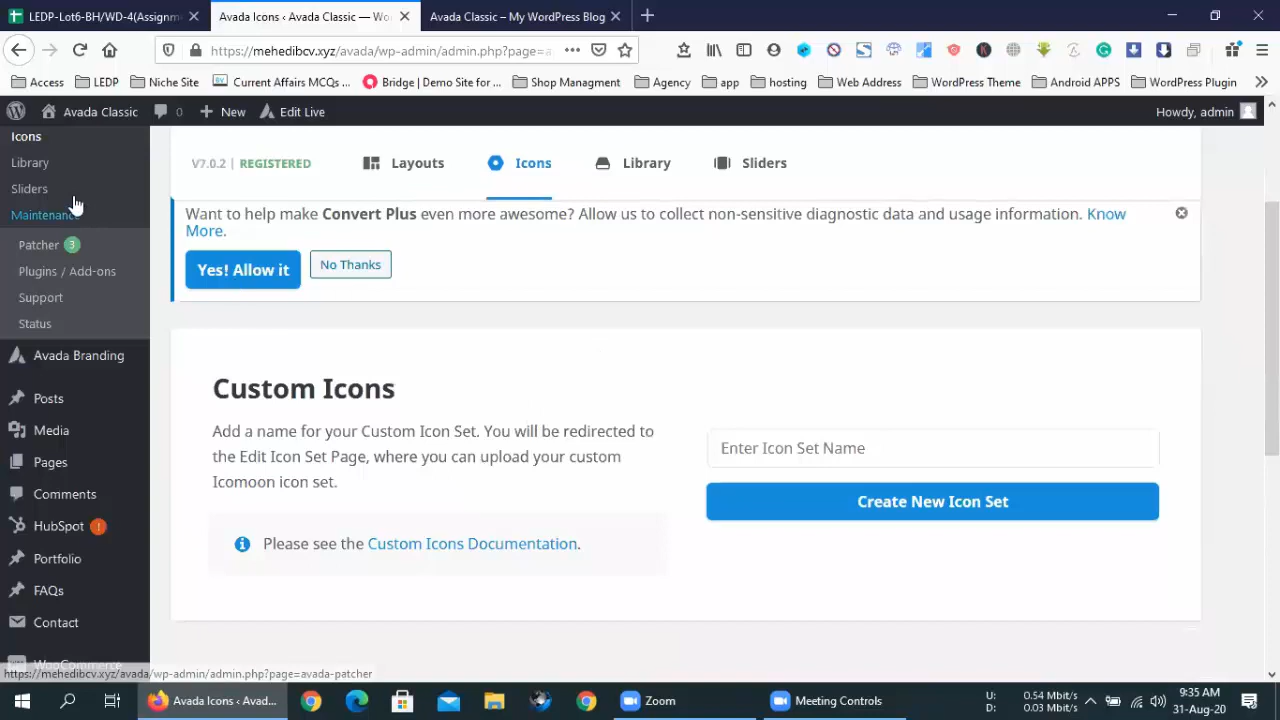 LEDP-Lot6-BH/WD-4(Assignm
Avada Icons ‹ Avada Classic — Wo
Avada Classic – My WordPress Blog
https://mehedibcv.xyz/avada/wp-admin/admin.php?page=a
Access
LEDP
Niche Site
Current Affairs MCQs ...
Bridge | Demo Site for ...
Shop Managment
Agency
app
hosting
Web Address
WordPress Theme
Android APPS
WordPress Plugin
Avada Classic
0
New
Edit Live
Howdy, admin
Icons
Library
Sliders
Maintenance
Patcher 3
Plugins / Add-ons
Support
Status
Avada Branding
Posts
Media
Pages
Comments
HubSpot !
Portfolio
FAQs
Contact
WooCommerce
V7.0.2 | REGISTERED
Layouts
Icons
Library
Sliders
Want to help make Convert Plus even more awesome? Allow us to collect non-sensitive diagnostic data and usage information. Know
More.
Yes! Allow it
No Thanks
Custom Icons
Add a name for your Custom Icon Set. You will be redirected to
the Edit Icon Set Page, where you can upload your custom
Icomoon icon set.
Please see the Custom Icons Documentation.
Enter Icon Set Name
Create New Icon Set
https://mehedibcv.xyz/avada/wp-admin/admin.php?page=avada-patcher
Avada Icons ‹ Avad...
Zoom
Meeting Controls
U: 0.54 Mbit/s
D: 0.03 Mbit/s
9:35 AM
31-Aug-20